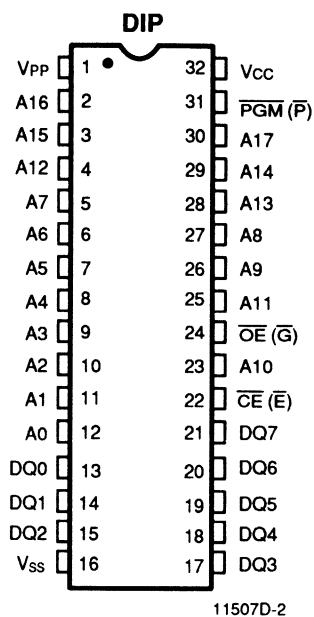 DIP
VPP 1 32 VCC
A16 2 31 PGM (P)
A15 3 30 A17
A12 4 29 A14
A7 5 28 A13
A6 6 27 A8
A5 7 26 A9
A4 8 25 A11
A3 9 24 OE (G)
A2 10 23 A10
A1 11 22 CE (E)
A0 12 21 DQ7
DQ0 13 20 DQ6
DQ1 14 19 DQ5
DQ2 15 18 DQ4
VSS 16 17 DQ3
11507D-2